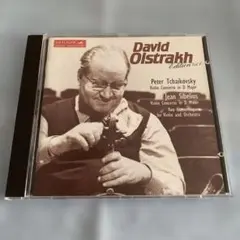 David
Oistrakh
Edition
Peter Tchaikovsky
Violin Concerto in D Major
Jean Sibelius
Violin Concerto in D Minor
for Violin and Orchestra